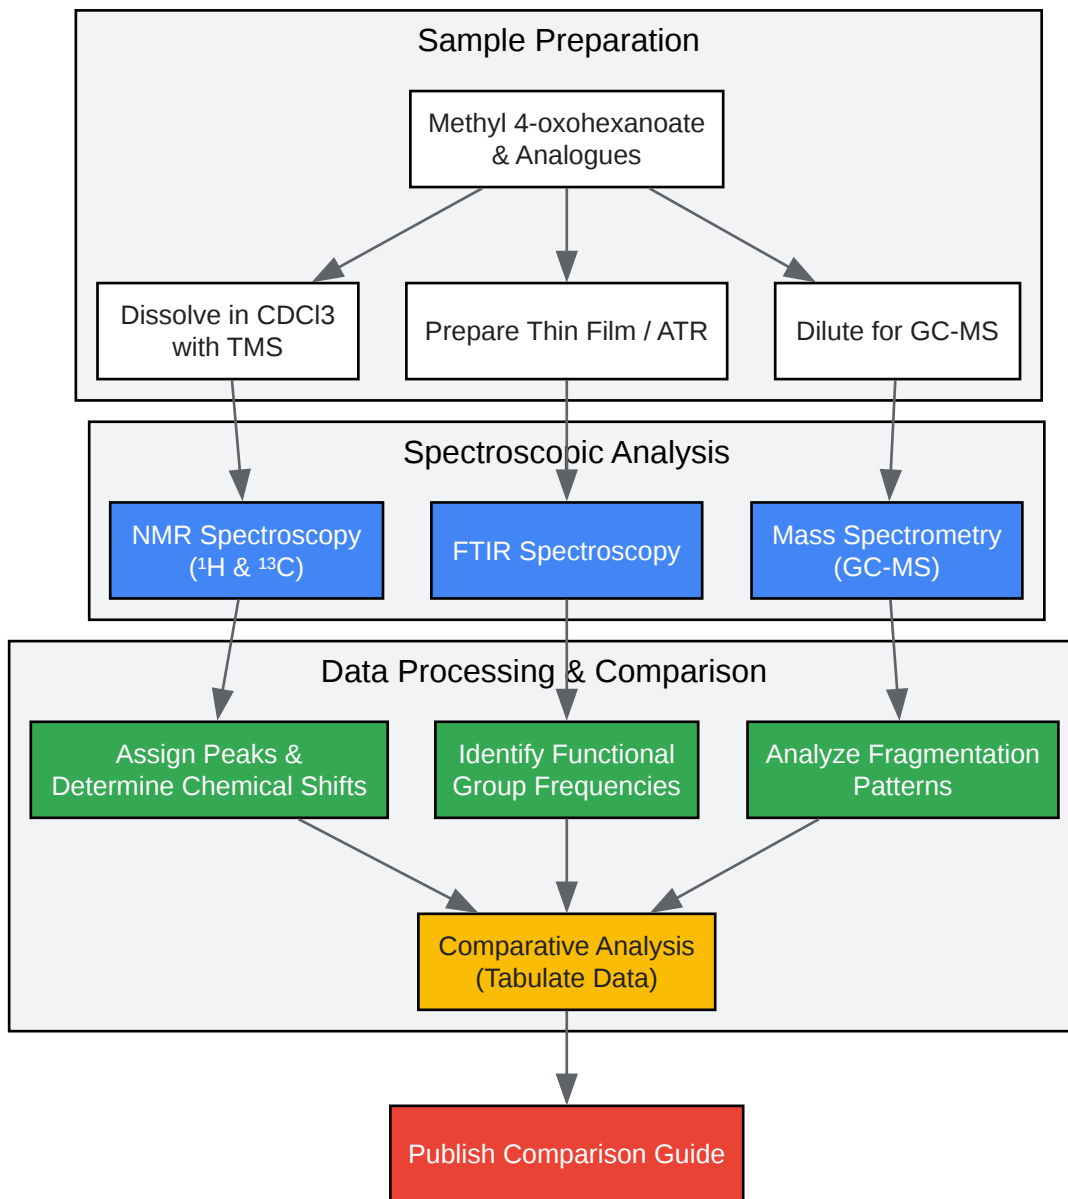 Sample Preparation
Methyl 4-oxohexanoate
& Analogues
Dissolve in CDCl3
with TMS
Prepare Thin Film / ATR
Dilute for GC-MS
Spectroscopic Analysis
NMR Spectroscopy
(¹H & ¹³C)
FTIR Spectroscopy
Mass Spectrometry
(GC-MS)
Data Processing & Comparison
Assign Peaks &
Determine Chemical Shifts
Identify Functional
Group Frequencies
Analyze Fragmentation
Patterns
Comparative Analysis
(Tabulate Data)
Publish Comparison Guide